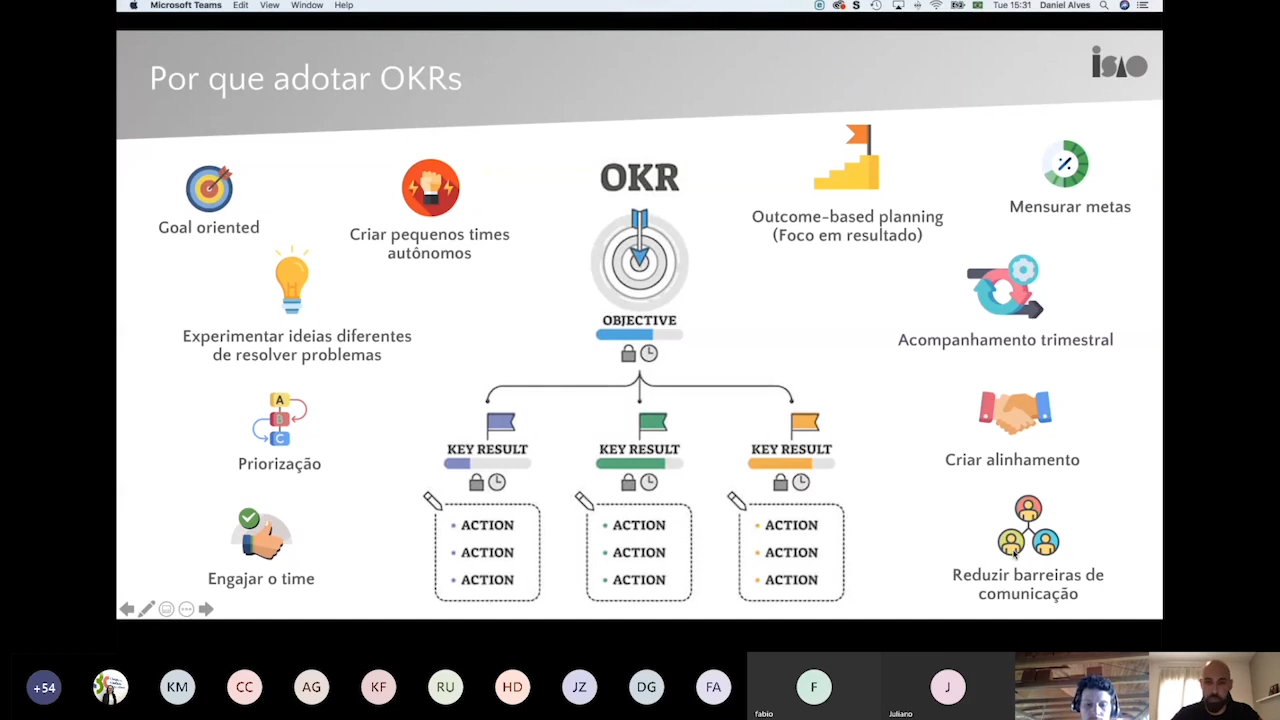 Microsoft Teams Edit View Window Help
Tue 15:31 Daniel Alves
Por que adotar OKRs
isAo
Goal oriented
Criar pequenos times
autônomos
Experimentar ideias diferentes
de resolver problemas
A
B
C
Priorização
Engajar o time
OKR
OBJECTIVE
KEY RESULT KEY RESULT KEY RESULT
• ACTION • ACTION • ACTION
• ACTION • ACTION • ACTION
• ACTION • ACTION • ACTION
Outcome-based planning
(Foco em resultado)
Mensurar metas
Acompanhamento trimestral
Criar alinhamento
Reduzir barreiras de
comunicação
+54 KM CC AG KF RU HD JZ DG FA F J
fabio Juliano